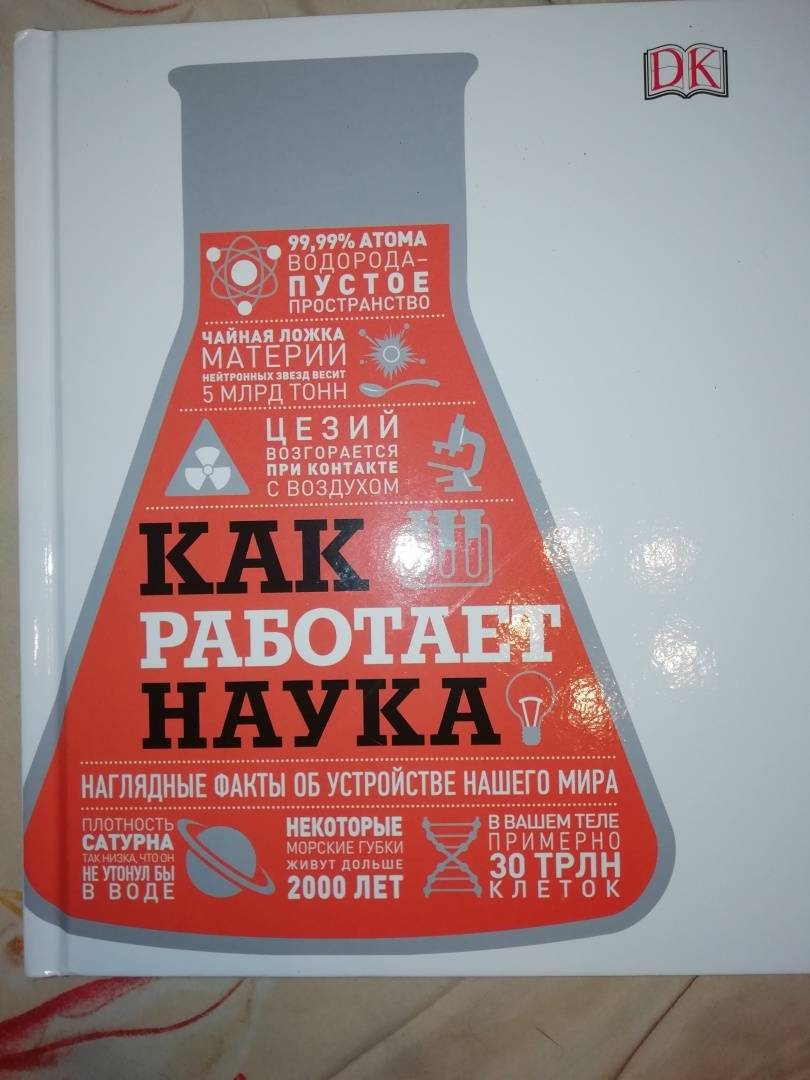 DK
99,99% АТОМА
ВОДОРОДА–
ПУСТОЕ
ПРОСТРАНСТВО
ЧАЙНАЯ ЛОЖКА
МАТЕРИИ
НЕЙТРОННЫХ ЗВЕЗД ВЕСИТ
5 МЛРД ТОНН
ЦЕЗИЙ
ВОЗГОРАЕТСЯ
ПРИ КОНТАКТЕ
С ВОЗДУХОМ
КАК
РАБОТАЕТ
НАУКА
НАГЛЯДНЫЕ ФАКТЫ ОБ УСТРОЙСТВЕ НАШЕГО МИРА
ПЛОТНОСТЬ
САТУРНА
ТАК НИЗКА, ЧТО ОН
НЕ УТОНУЛ БЫ
В ВОДЕ
НЕКОТОРЫЕ
МОРСКИЕ ГУБКИ
ЖИВУТ ДОЛЬШЕ
2000 ЛЕТ
В ВАШЕМ ТЕЛЕ
ПРИМЕРНО
30 ТРЛН
КЛЕТОК